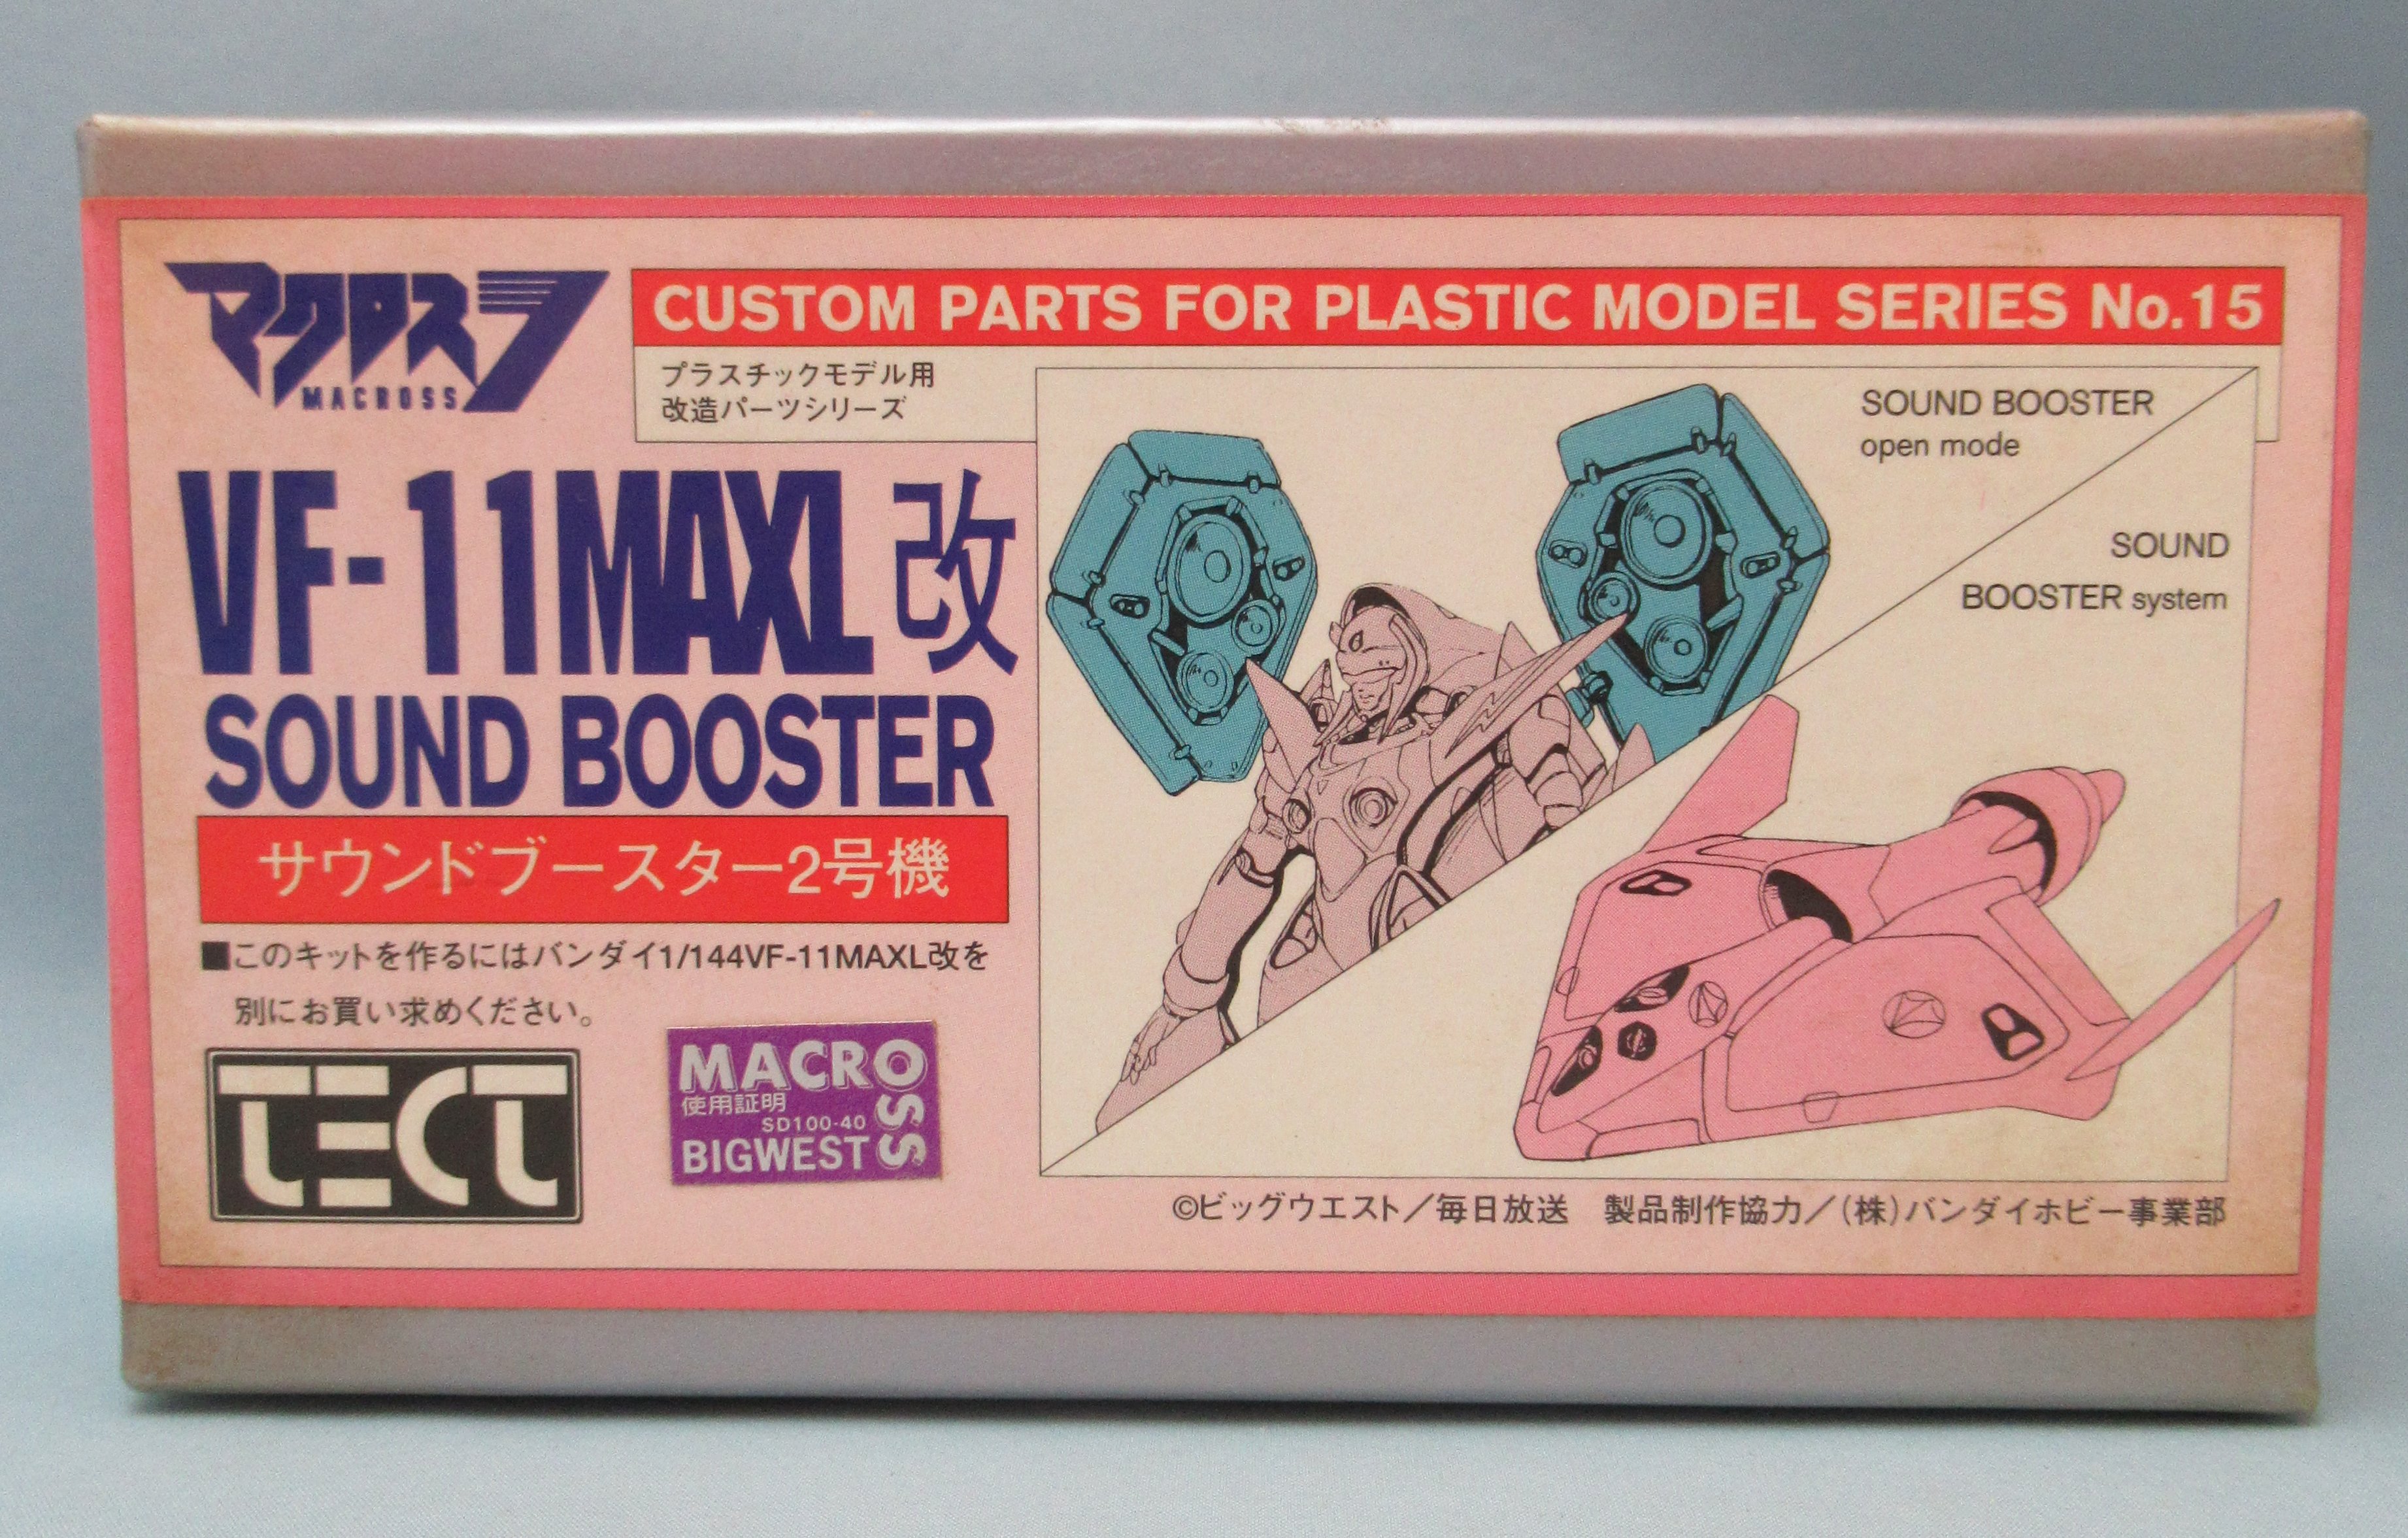 マクロス7
MACROSS
CUSTOM PARTS FOR PLASTIC MODEL SERIES No.15
プラスチックモデル用
改造パーツシリーズ
VF-11MAXL改
SOUND BOOSTER
サウンドブースター2号機
■このキットを作るにはバンダイ1/144VF-11MAXL改を
別にお買い求めください。
TECT
MACROSS
使用証明
SD100-40
BIGWEST
SOUND BOOSTER
open mode
SOUND
BOOSTER system
©ビッグウエスト／毎日放送　製品制作協力／(株)バンダイホビー事業部